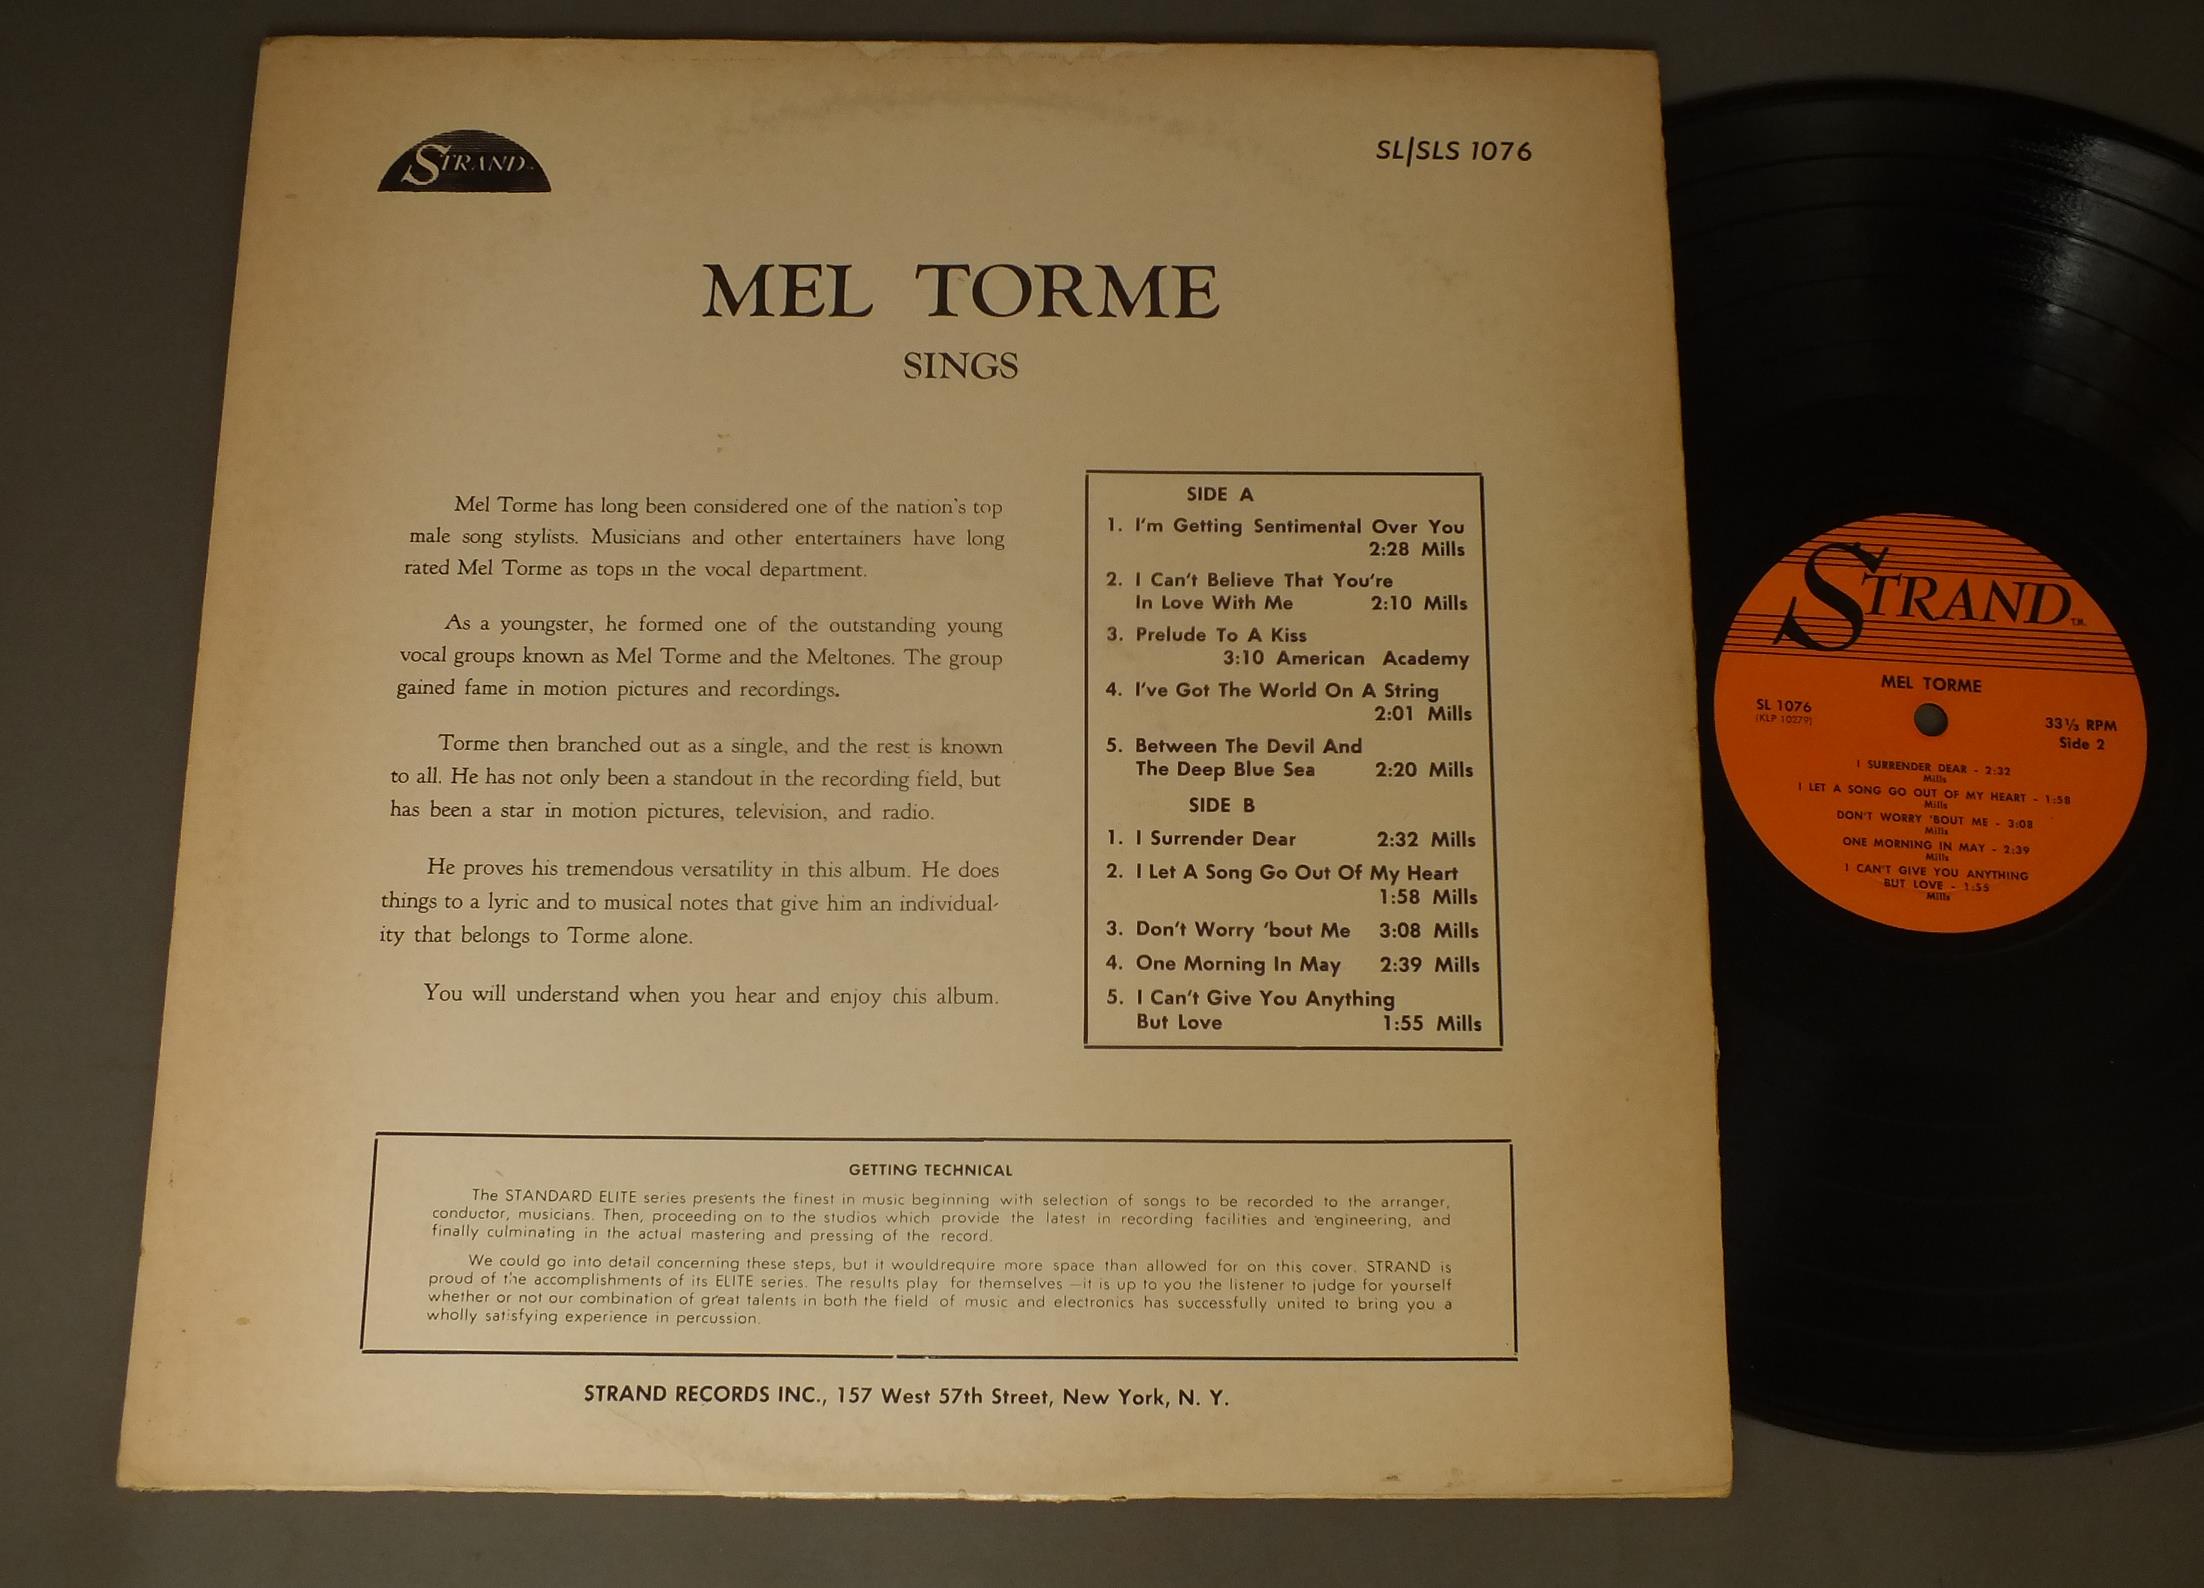 STRAND
SL/SLS 1076
MEL TORME
SINGS
Mel Torme has long been considered one of the nation's top
male song stylists. Musicians and other entertainers have long
rated Mel Torme as tops in the vocal department.
As a youngster, he formed one of the outstanding young
vocal groups known as Mel Torme and the Meltones. The group
gained fame in motion pictures and recordings.
Torme then branched out as a single, and the rest is known
to all. He has not only been a standout in the recording field, but
has been a star in motion pictures, television, and radio.
He proves his tremendous versatility in this album. He does
things to a lyric and to musical notes that give him an individual-
ity that belongs to Torme alone.
You will understand when you hear and enjoy this album.
SIDE A
1. I'm Getting Sentimental Over You
2:28 Mills
2. I Can't Believe That You're
In Love With Me 2:10 Mills
3. Prelude To A Kiss
3:10 American Academy
4. I've Got The World On A String
2:01 Mills
5. Between The Devil And
The Deep Blue Sea 2:20 Mills
SIDE B
1. I Surrender Dear 2:32 Mills
2. I Let A Song Go Out Of My Heart
1:58 Mills
3. Don't Worry 'bout Me 3:08 Mills
4. One Morning In May 2:39 Mills
5. I Can't Give You Anything
But Love 1:55 Mills
GETTING TECHNICAL
The STANDARD ELITE series presents the finest in music beginning with selection of songs to be recorded to the arranger,
conductor, musicians. Then, proceeding on to the studios which provide the latest in recording facilities and engineering, and
finally culminating in the actual mastering and pressing of the record.
We could go into detail concerning these steps, but it wouldrequire more space than allowed for on this cover. STRAND is
proud of the accomplishments of its ELITE series. The results play for themselves —it is up to you the listener to judge for yourself
whether or not our combination of great talents in both the field of music and electronics has successfully united to bring you a
wholly satisfying experience in percussion.
STRAND RECORDS INC., 157 West 57th Street, New York, N. Y.
STRAND T.M.
MEL TORME
SL 1076
(KLP 10279)
33⅓ RPM
Side 2
I SURRENDER DEAR - 2:32
Mills
I LET A SONG GO OUT OF MY HEART - 1:58
Mills
DON'T WORRY 'BOUT ME - 3:08
Mills
ONE MORNING IN MAY - 2:39
Mills
I CAN'T GIVE YOU ANYTHING
BUT LOVE - 1:55
Mills